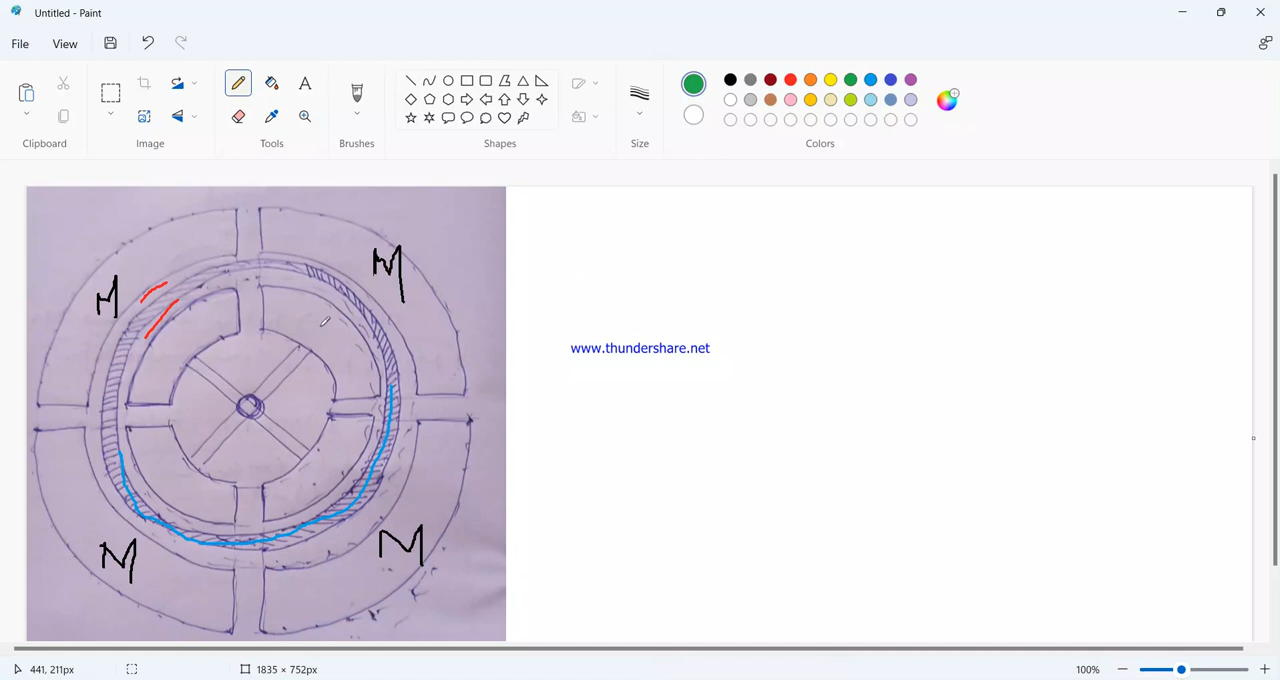 Untitled - Paint
File
View
Clipboard
Image
Tools
Brushes
Shapes
Size
Colors
M
M
www.thundershare.net
M
M
441, 211px
1835 × 752px
100%